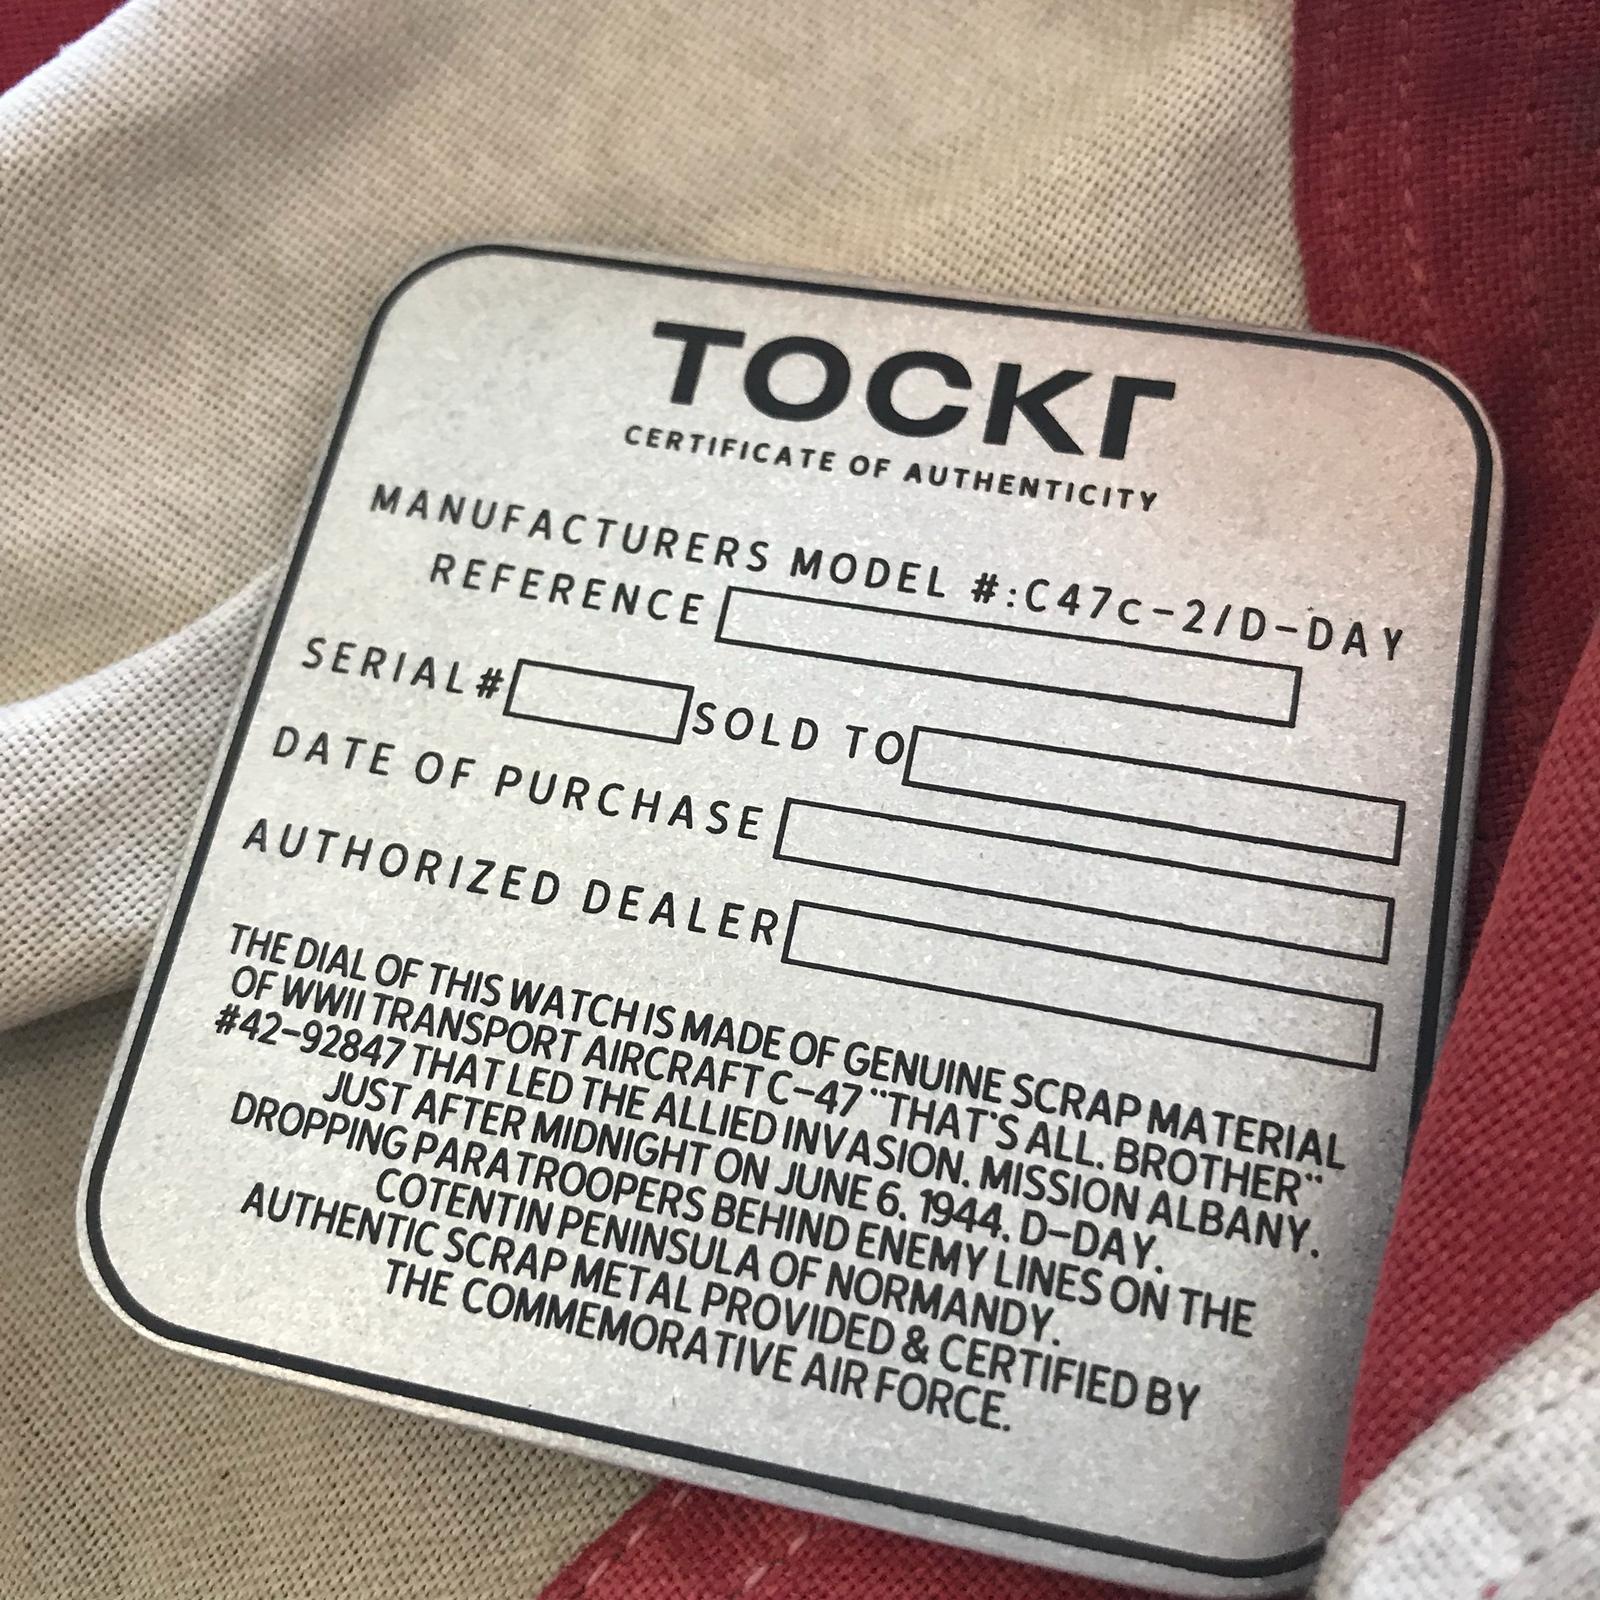 TOCKr
CERTIFICATE OF AUTHENTICITY
MANUFACTURERS MODEL #:C47c-2/D-DAY
REFERENCE
SERIAL# SOLD TO
DATE OF PURCHASE
AUTHORIZED DEALER
THE DIAL OF THIS WATCH IS MADE OF GENUINE SCRAP MATERIAL
OF WWII TRANSPORT AIRCRAFT C-47 "THAT'S ALL. BROTHER"
#42-92847 THAT LED THE ALLIED INVASION. MISSION ALBANY.
JUST AFTER MIDNIGHT ON JUNE 6. 1944. D-DAY.
DROPPING PARATROOPERS BEHIND ENEMY LINES ON THE
COTENTIN PENINSULA OF NORMANDY.
AUTHENTIC SCRAP METAL PROVIDED & CERTIFIED BY
THE COMMEMORATIVE AIR FORCE.